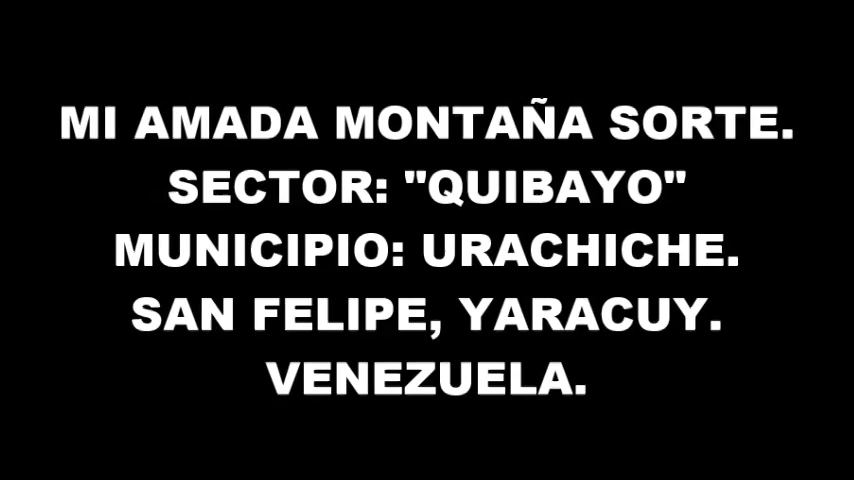 MI AMADA MONTAÑA SORTE.
SECTOR: "QUIBAYO"
MUNICIPIO: URACHICHE.
SAN FELIPE, YARACUY.
VENEZUELA.